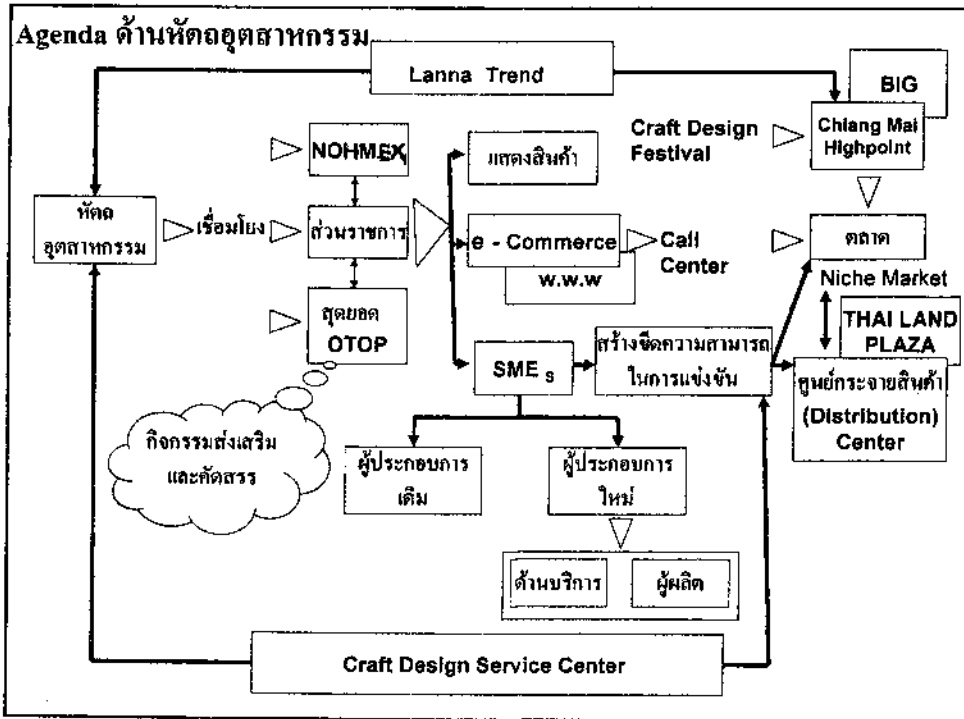 Agenda ด้านหัตถอุตสาหกรรม
Lanna Trend
BIG
Chiang Mai
Highpoint
Craft Design
Festival
NOHMEX
แสดงสินค้า
หัตถ
อุตสาหกรรม
เชื่อมโยง
ส่วนราชการ
e - Commerce
w.w.w
Call
Center
ตลาด
Niche Market
สุดยอด
OTOP
THAI LAND
PLAZA
SME s
สร้างขีดความสามารถ
ในการแข่งขัน
ศูนย์กระจายสินค้า
(Distribution)
Center
กิจกรรมส่งเสริม
และคัดสรร
ผู้ประกอบการ
เดิม
ผู้ประกอบการ
ใหม่
ด้านบริการ
ผู้ผลิต
Craft Design Service Center